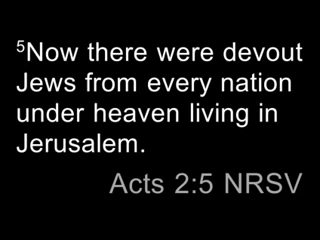 ⁵Now there were devout
Jews from every nation
under heaven living in
Jerusalem.
Acts 2:5 NRSV